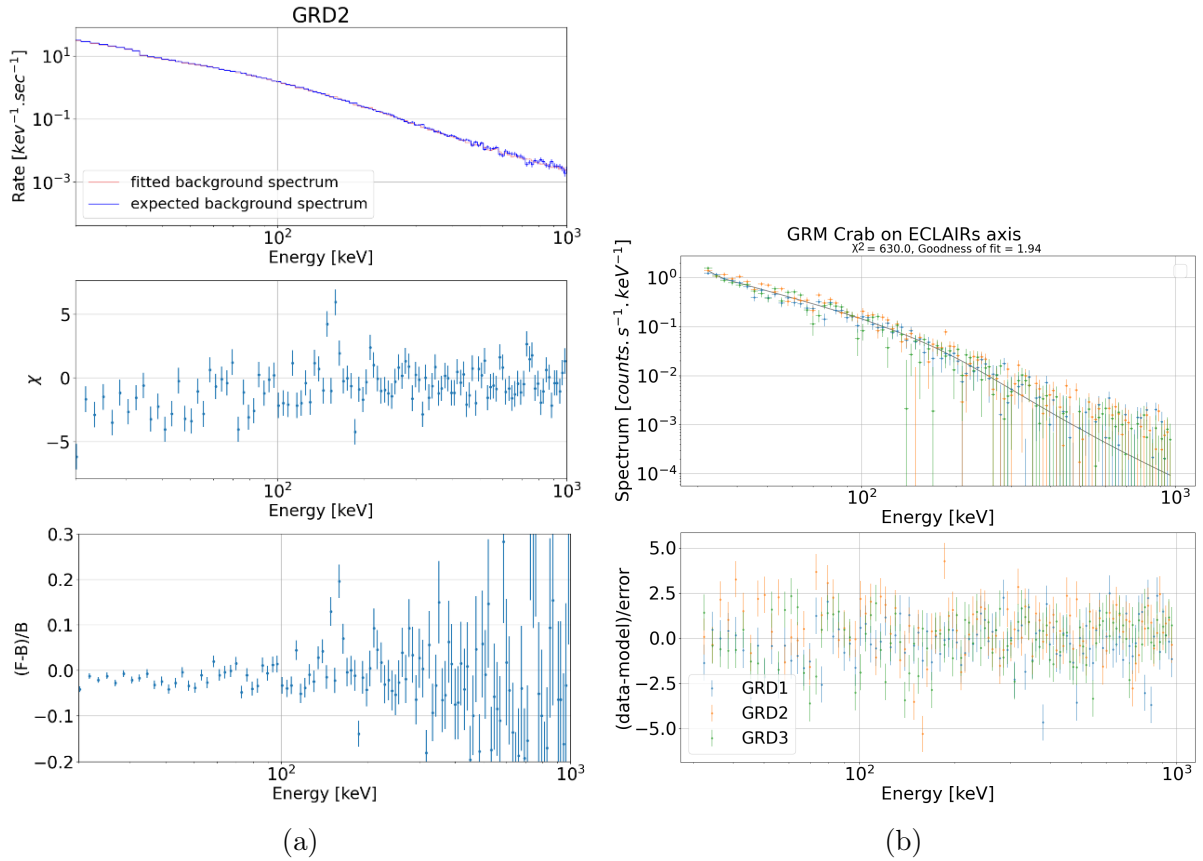 GRD2
Rate [kev⁻¹.sec⁻¹]
10¹
10⁻¹
10⁻³
fitted background spectrum
expected background spectrum
10² 10³
Energy [keV]
χ
5
0
−5
10² 10³
Energy [keV]
(F-B)/B
0.3
0.2
0.1
0.0
−0.1
−0.2
10² 10³
Energy [keV]
(a)
GRM Crab on ECLAIRs axis
χ2 = 630.0, Goodness of fit = 1.94
Spectrum [counts.s⁻¹.keV⁻¹]
10⁰
10⁻¹
10⁻²
10⁻³
10⁻⁴
10² 10³
Energy [keV]
(data-model)/error
5.0
2.5
0.0
−2.5
−5.0
GRD1
GRD2
GRD3
10² 10³
Energy [keV]
(b)